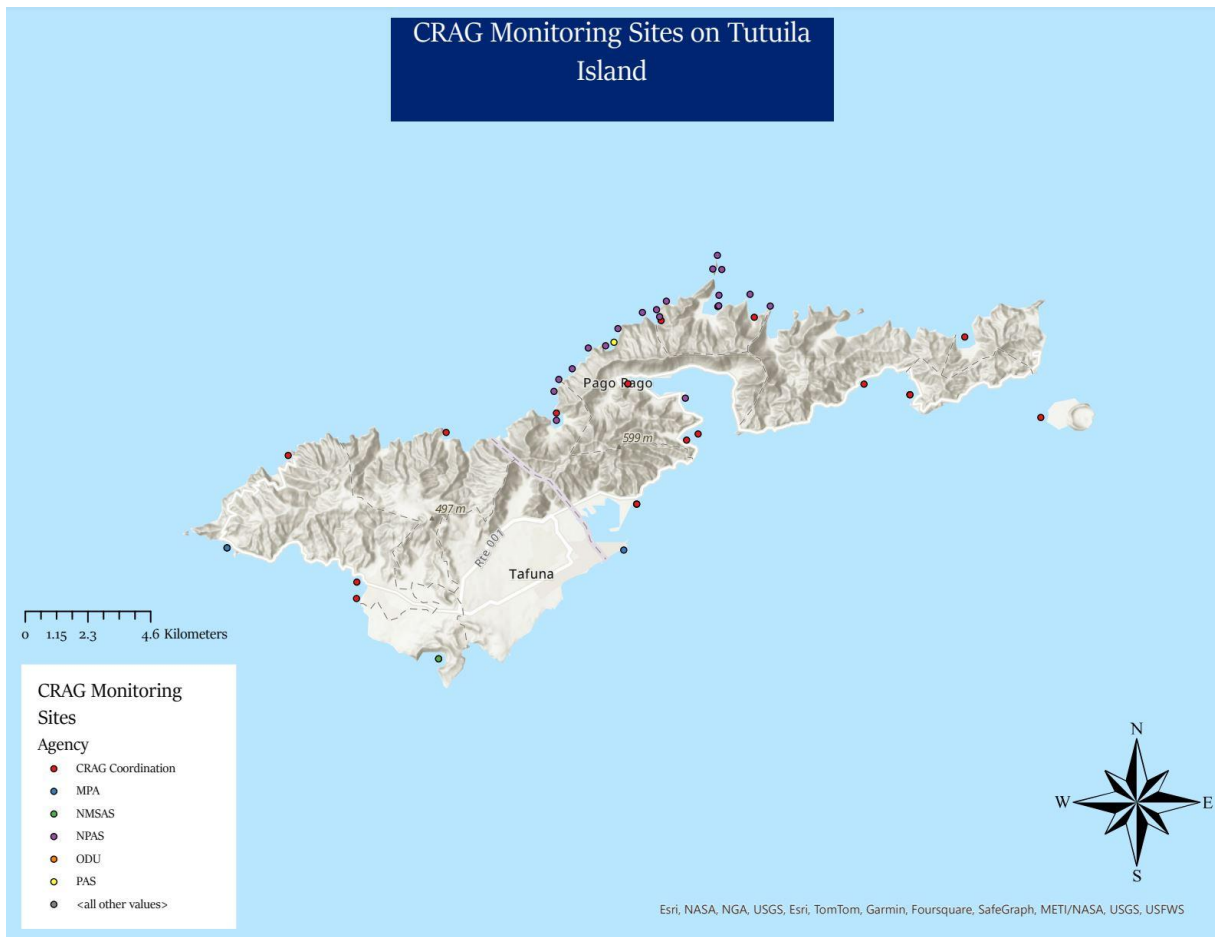 CRAG Monitoring Sites on Tutuila
Island
Pago Pago
599 m
497 m
Rte 001
Tafuna
0 1.15 2.3 4.6 Kilometers
CRAG Monitoring
Sites
Agency
CRAG Coordination
MPA
NMSAS
NPAS
ODU
PAS
<all other values>
N
W E
S
Esri, NASA, NGA, USGS, Esri, TomTom, Garmin, Foursquare, SafeGraph, METI/NASA, USGS, USFWS